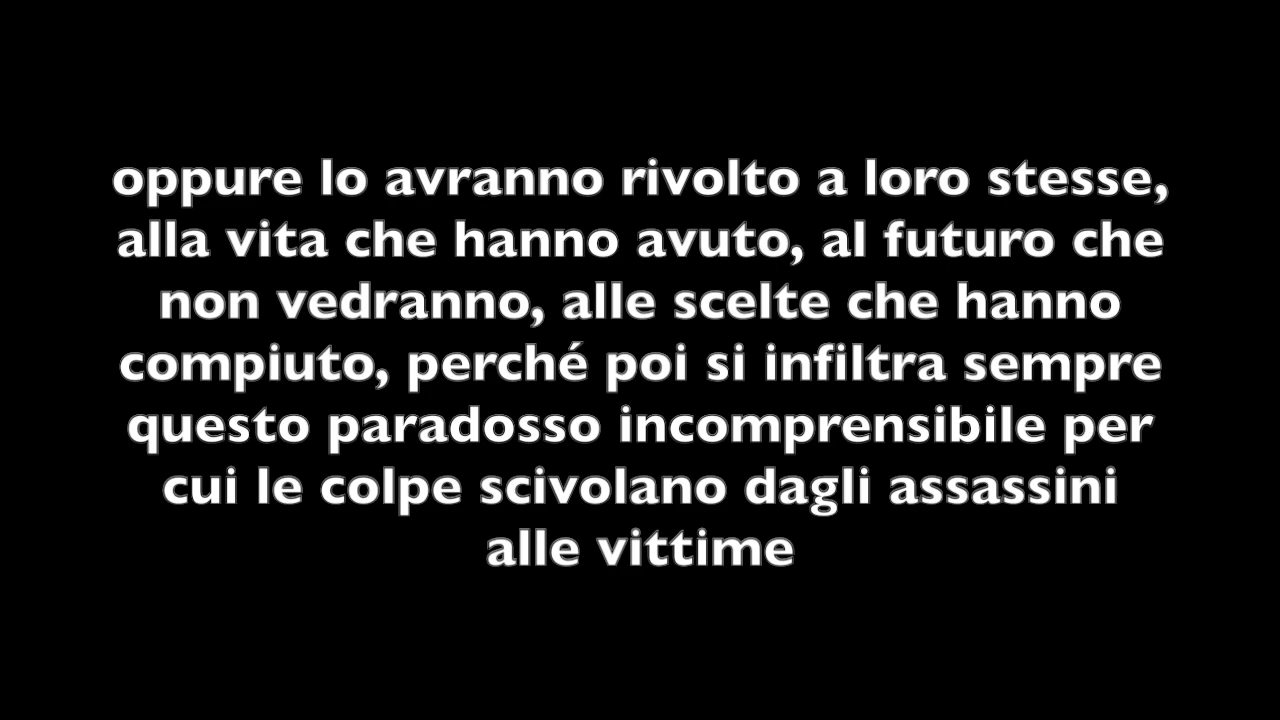 oppure lo avranno rivolto a loro stesse,
alla vita che hanno avuto, al futuro che
non vedranno, alle scelte che hanno
compiuto, perché poi si infiltra sempre
questo paradosso incomprensibile per
cui le colpe scivolano dagli assassini
alle vittime